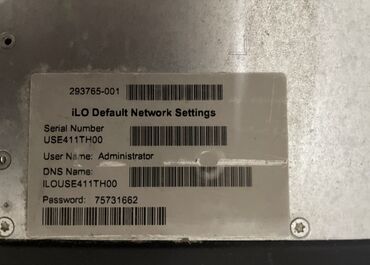 293765-001
iLO Default Network Settings
Serial Number
USE411TH00
User Name: Administrator
DNS Name:
ILOUSE411TH00
Password: 75731662